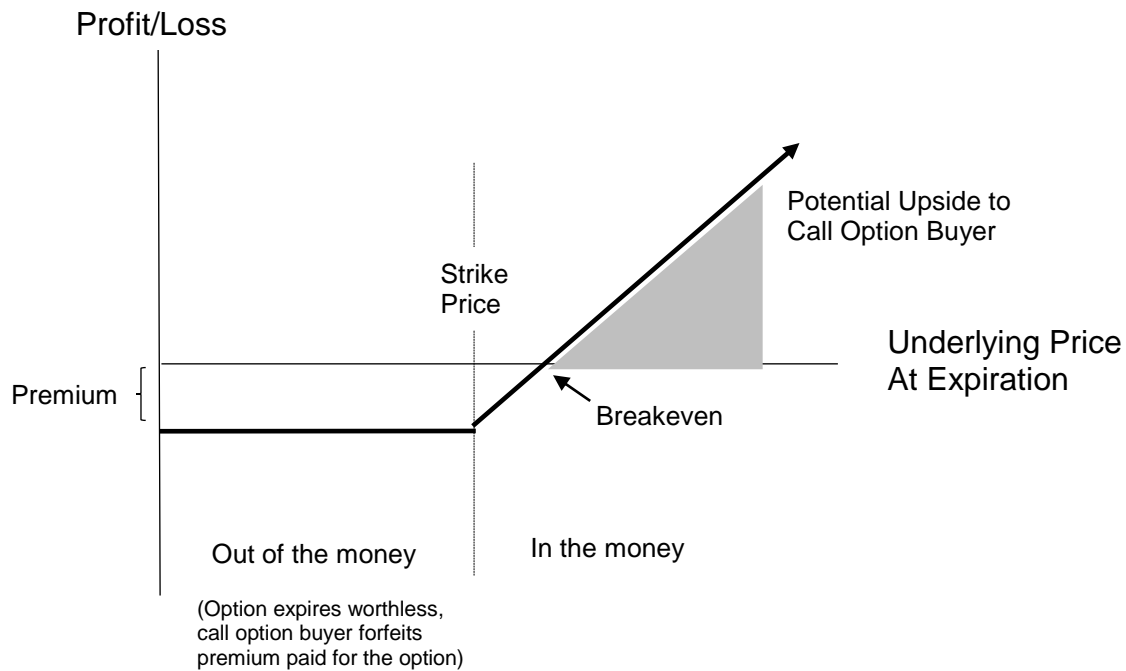 Profit/Loss
Potential Upside to
Call Option Buyer
Strike
Price
Underlying Price
At Expiration
Premium
Breakeven
Out of the money
In the money
(Option expires worthless,
call option buyer forfeits
premium paid for the option)